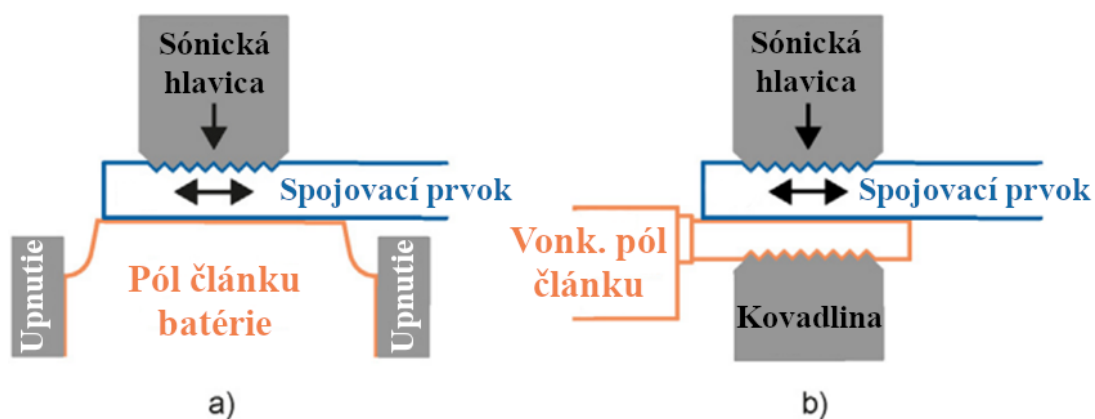 Sónická
hlavica
Spojovací prvok
Upnutie
Pól článku
batérie
Upnutie
a)
Sónická
hlavica
Spojovací prvok
Vonk. pól
článku
Kovadlina
b)